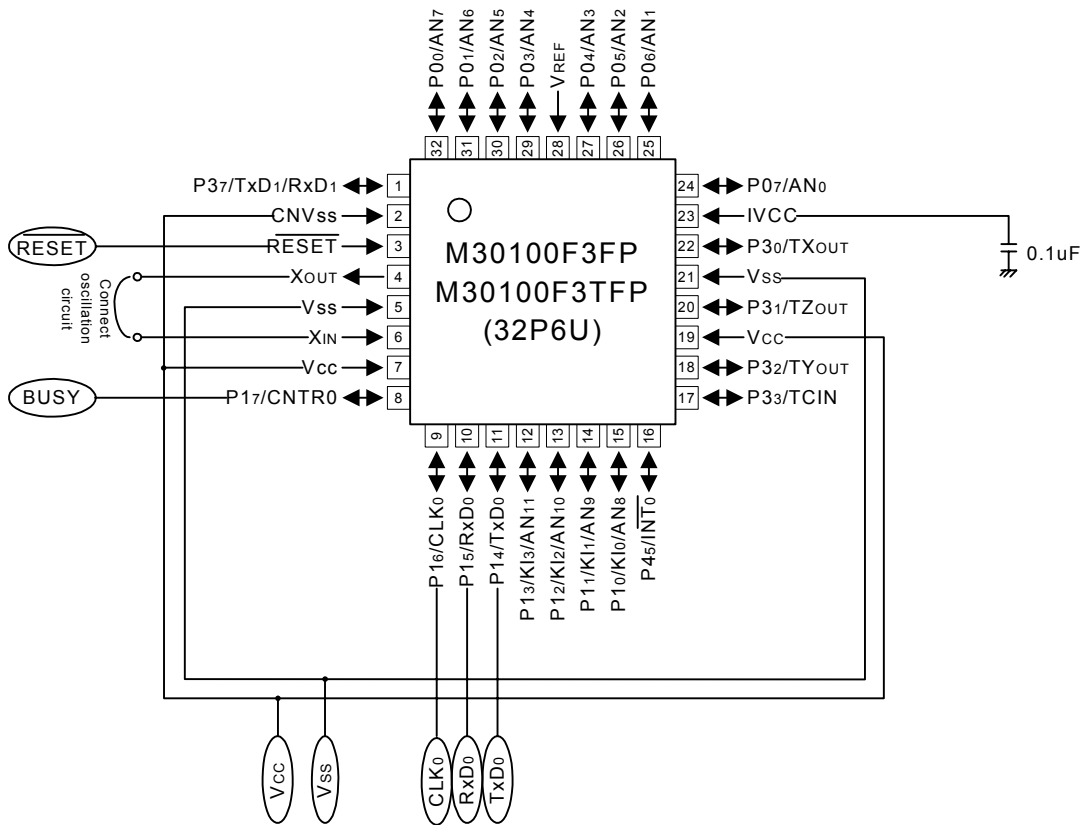 P00/AN7
P01/AN6
P02/AN5
P03/AN4
VREF
P04/AN3
P05/AN2
P06/AN1
32
31
30
29
28
27
26
25
P37/TxD1/RxD1
1
CNVss
2
RESET
RESET
3
XOUT
4
Connect
oscillation
circuit
Vss
5
XIN
6
Vcc
7
BUSY
P17/CNTR0
8
M30100F3FP
M30100F3TFP
(32P6U)
24
P07/AN0
23
IVCC
22
P30/TXOUT
0.1uF
21
Vss
20
P31/TZOUT
19
Vcc
18
P32/TYOUT
17
P33/TCIN
9
10
11
12
13
14
15
16
P16/CLK0
P15/RxD0
P14/TxD0
P13/KI3/AN11
P12/KI2/AN10
P11/KI1/AN9
P10/KI0/AN8
P45/INT0
Vcc
Vss
CLK0
RxD0
TxD0